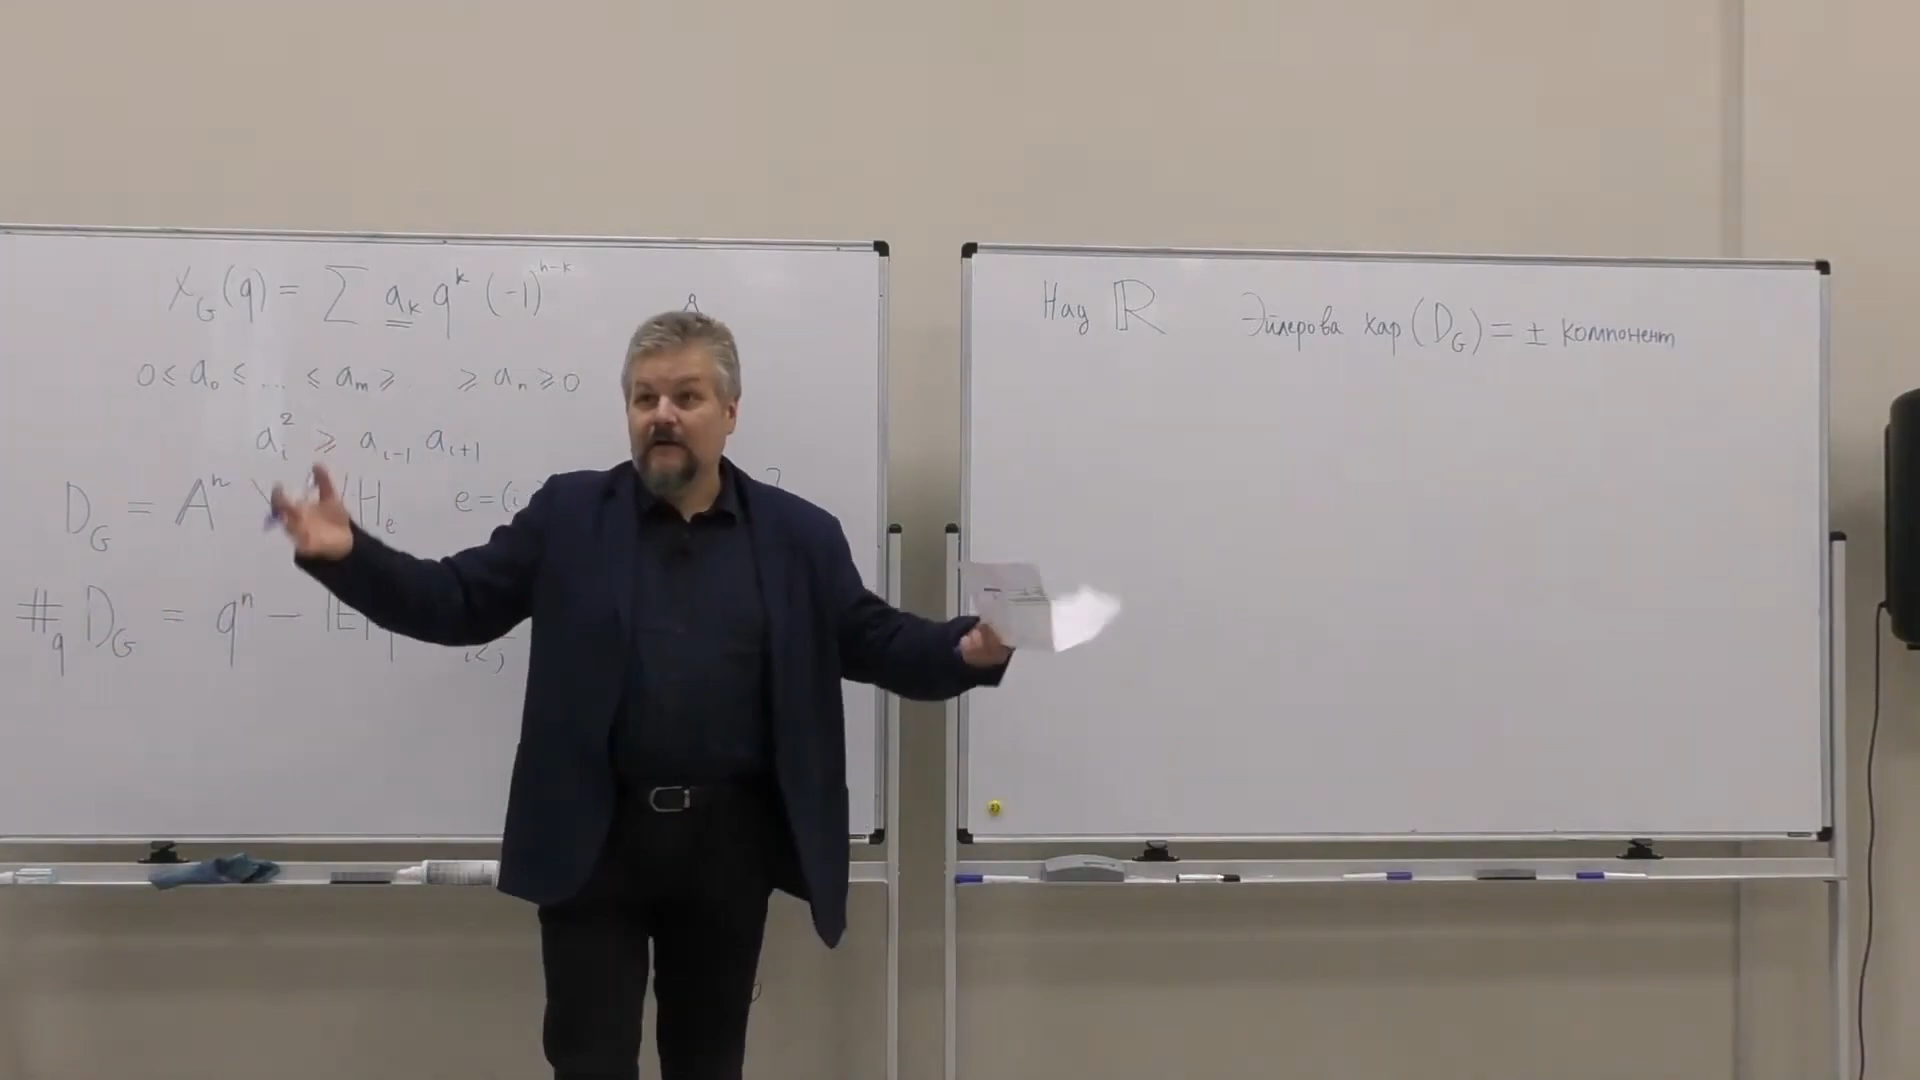 χ_G(q) = Σ a_k q^k (-1)^{n-k}
0 ≤ a_0 ≤ ... ≤ a_m ≥ . ≥ a_n ≥ 0
a_i^2 ≥ a_{i-1} a_{i+1}
D_G = A^n \ H_e e = (i
#_q D_G = q^n - |E|
i<j
Над ℝ Эйлерова хар (D_G) = ± компонент